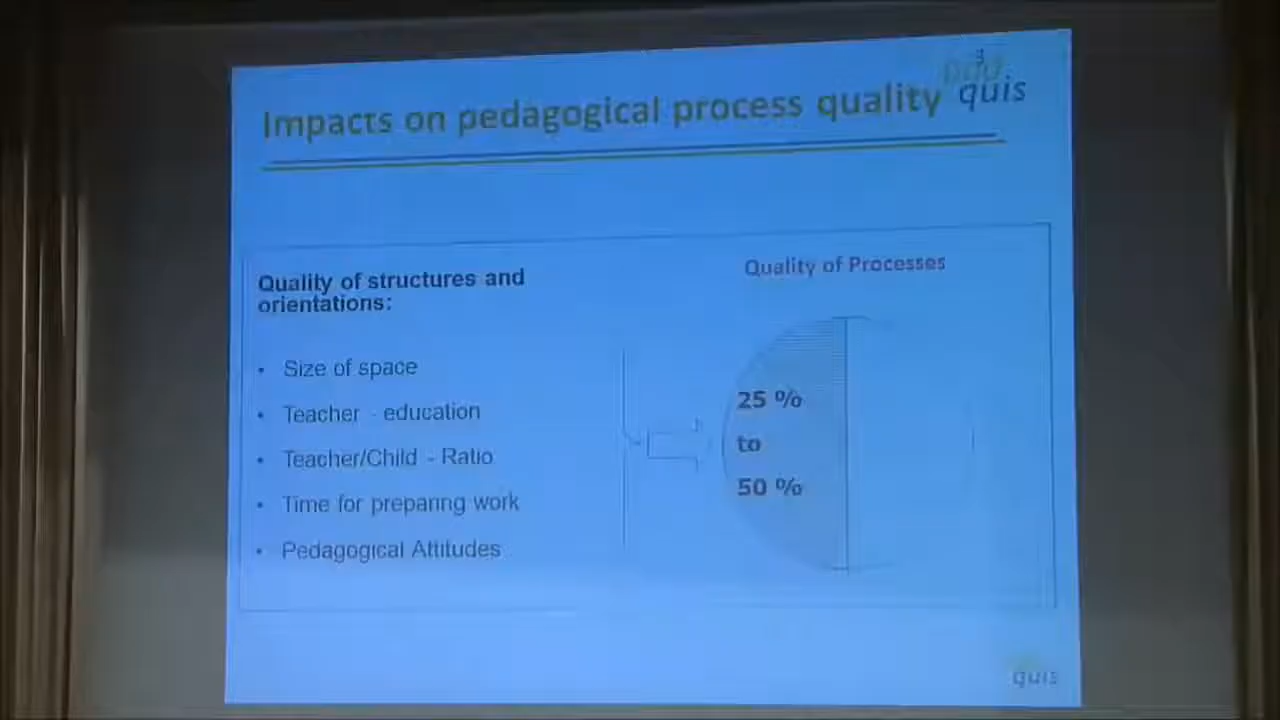 3
quis
Impacts on pedagogical process quality
Quality of structures and
orientations:
• Size of space
• Teacher - education
• Teacher/Child - Ratio
• Time for preparing work
• Pedagogical Attitudes
Quality of Processes
25 %
to
50 %
quis